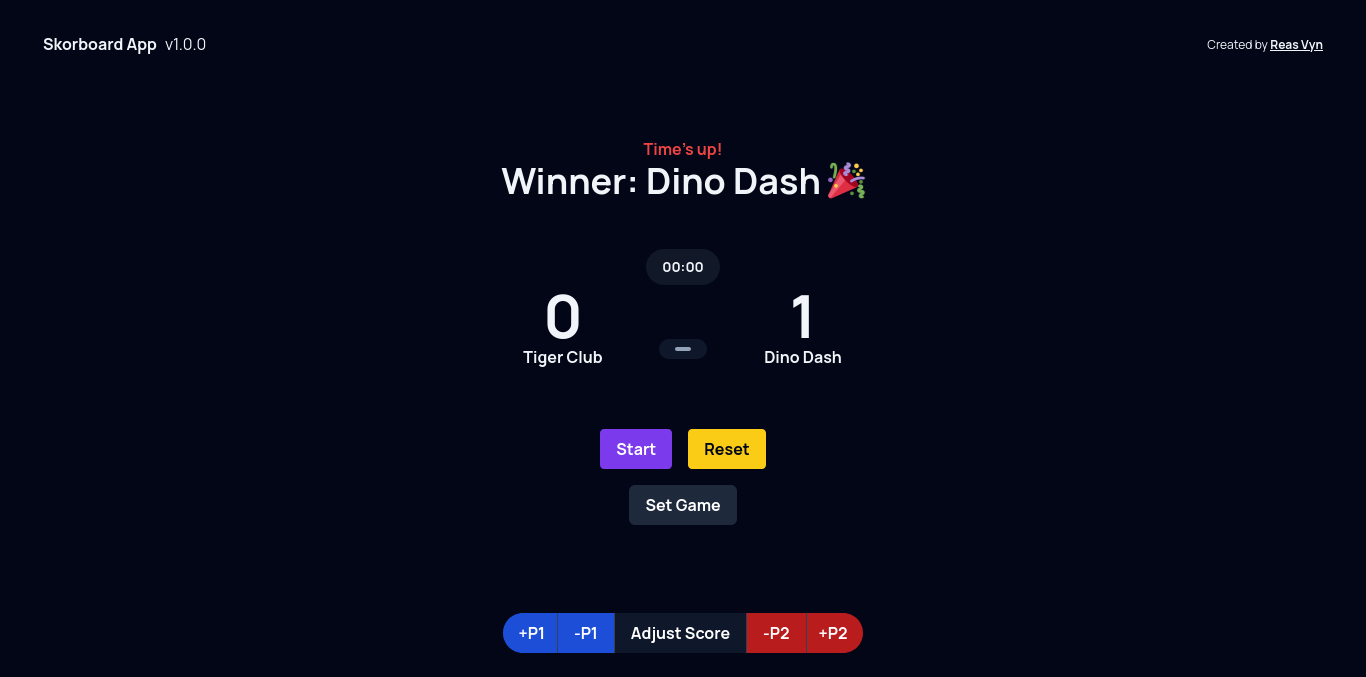 Skorboard App v1.0.0
Created by Reas Vyn
Time's up!
Winner: Dino Dash 🎉
00:00
0 1
Tiger Club - Dino Dash
Start Reset
Set Game
+P1 -P1 Adjust Score -P2 +P2